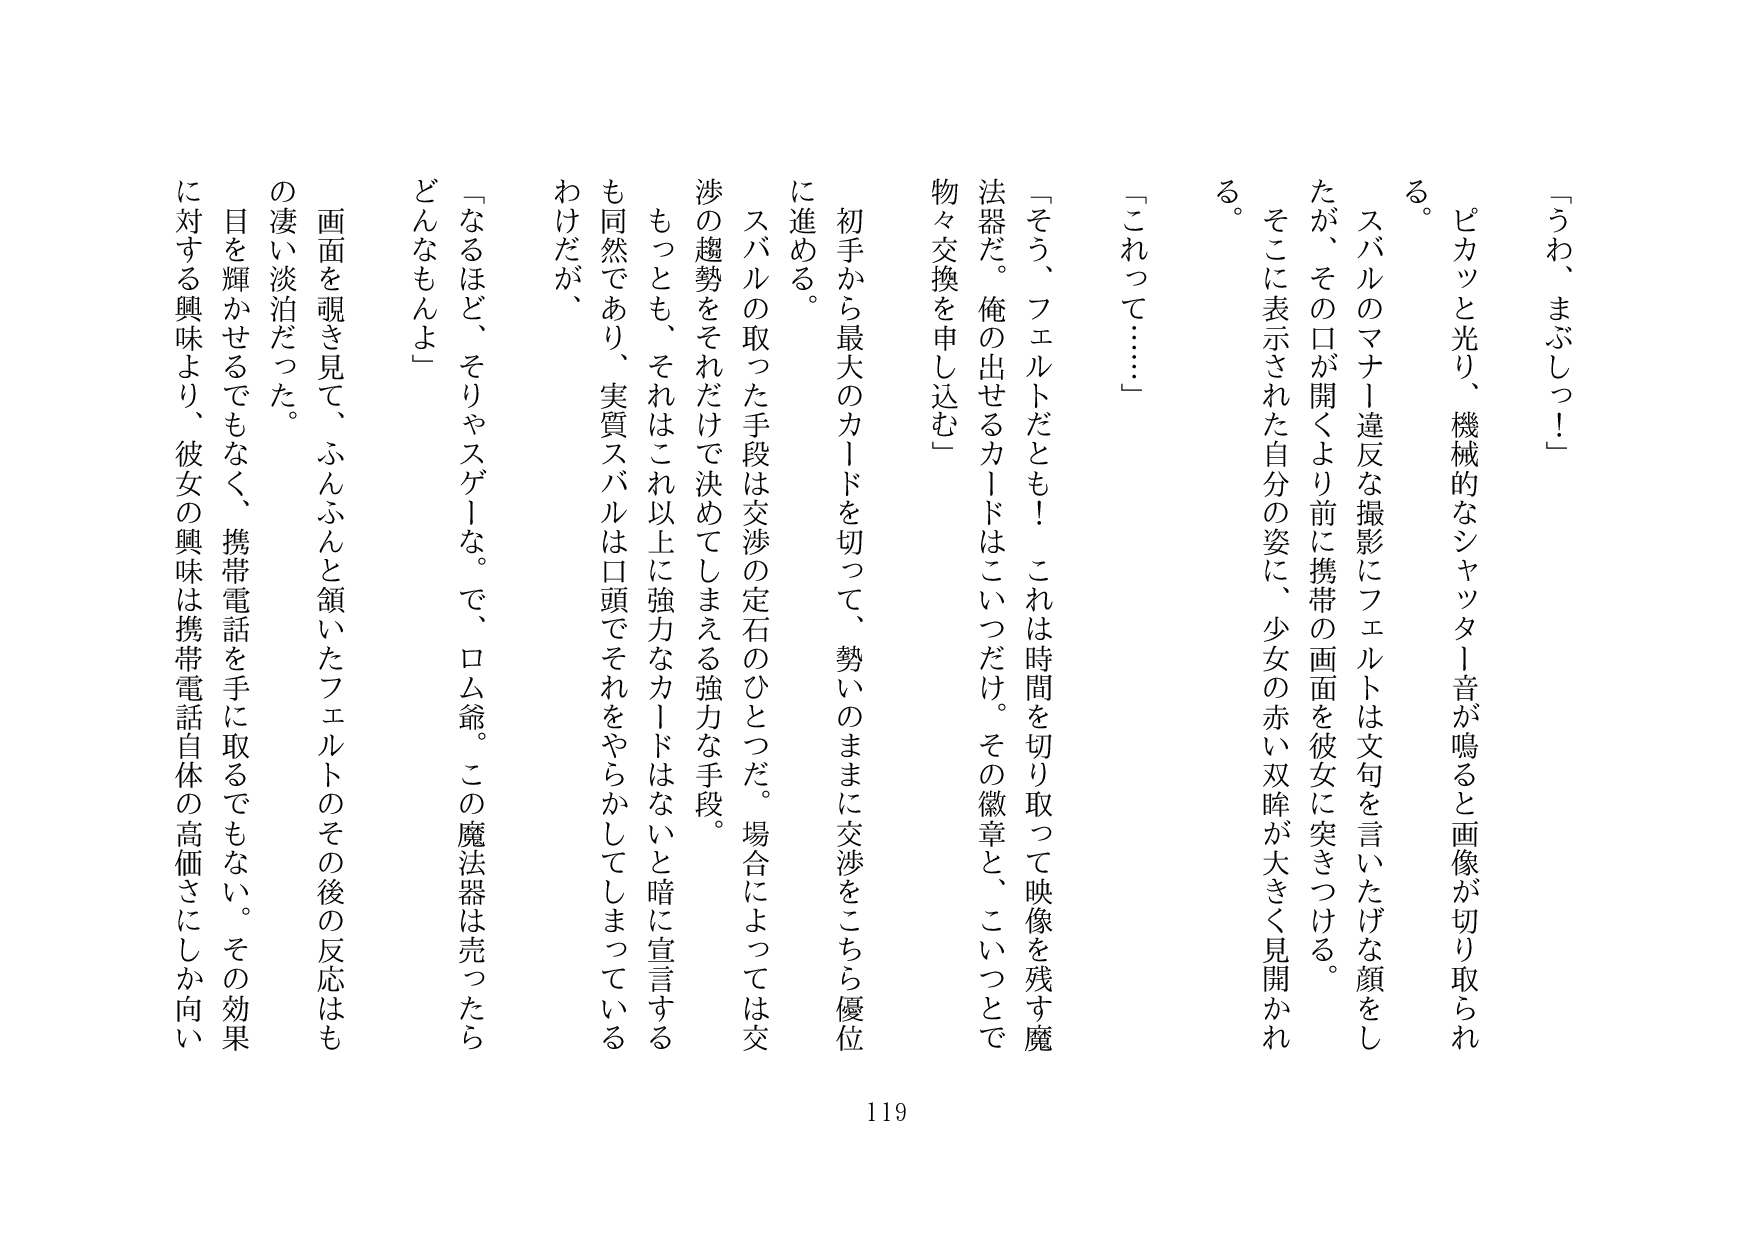 「うわ、まぶしっ！」
　ピカッと光り、機械的なシャッター音が鳴ると画像が切り取られ
る。
　スバルのマナー違反な撮影にフェルトは文句を言いたげな顔をし
たが、その口が開くより前に携帯の画面を彼女に突きつける。
　そこに表示された自分の姿に、少女の赤い双眸が大きく見開かれ
る。
「これって……」
「そう、フェルトだとも！　これは時間を切り取って映像を残す魔
法器だ。俺の出せるカードはこいつだけ。その徽章と、こいつとで
物々交換を申し込む」
　初手から最大のカードを切って、勢いのままに交渉をこちら優位
に進める。
　スバルの取った手段は交渉の定石のひとつだ。場合によっては交
渉の趨勢をそれだけで決めてしまえる強力な手段。
　もっとも、それはこれ以上に強力なカードはないと暗に宣言する
も同然であり、実質スバルは口頭でそれをやらかしてしまっている
わけだが、
「なるほど、そりゃスゲーな。で、ロム爺。この魔法器は売ったら
どんなもんよ」
　画面を覗き見て、ふんふんと頷いたフェルトのその後の反応はも
の凄い淡泊だった。
　目を輝かせるでもなく、携帯電話を手に取るでもない。その効果
に対する興味より、彼女の興味は携帯電話自体の高価さにしか向い
119